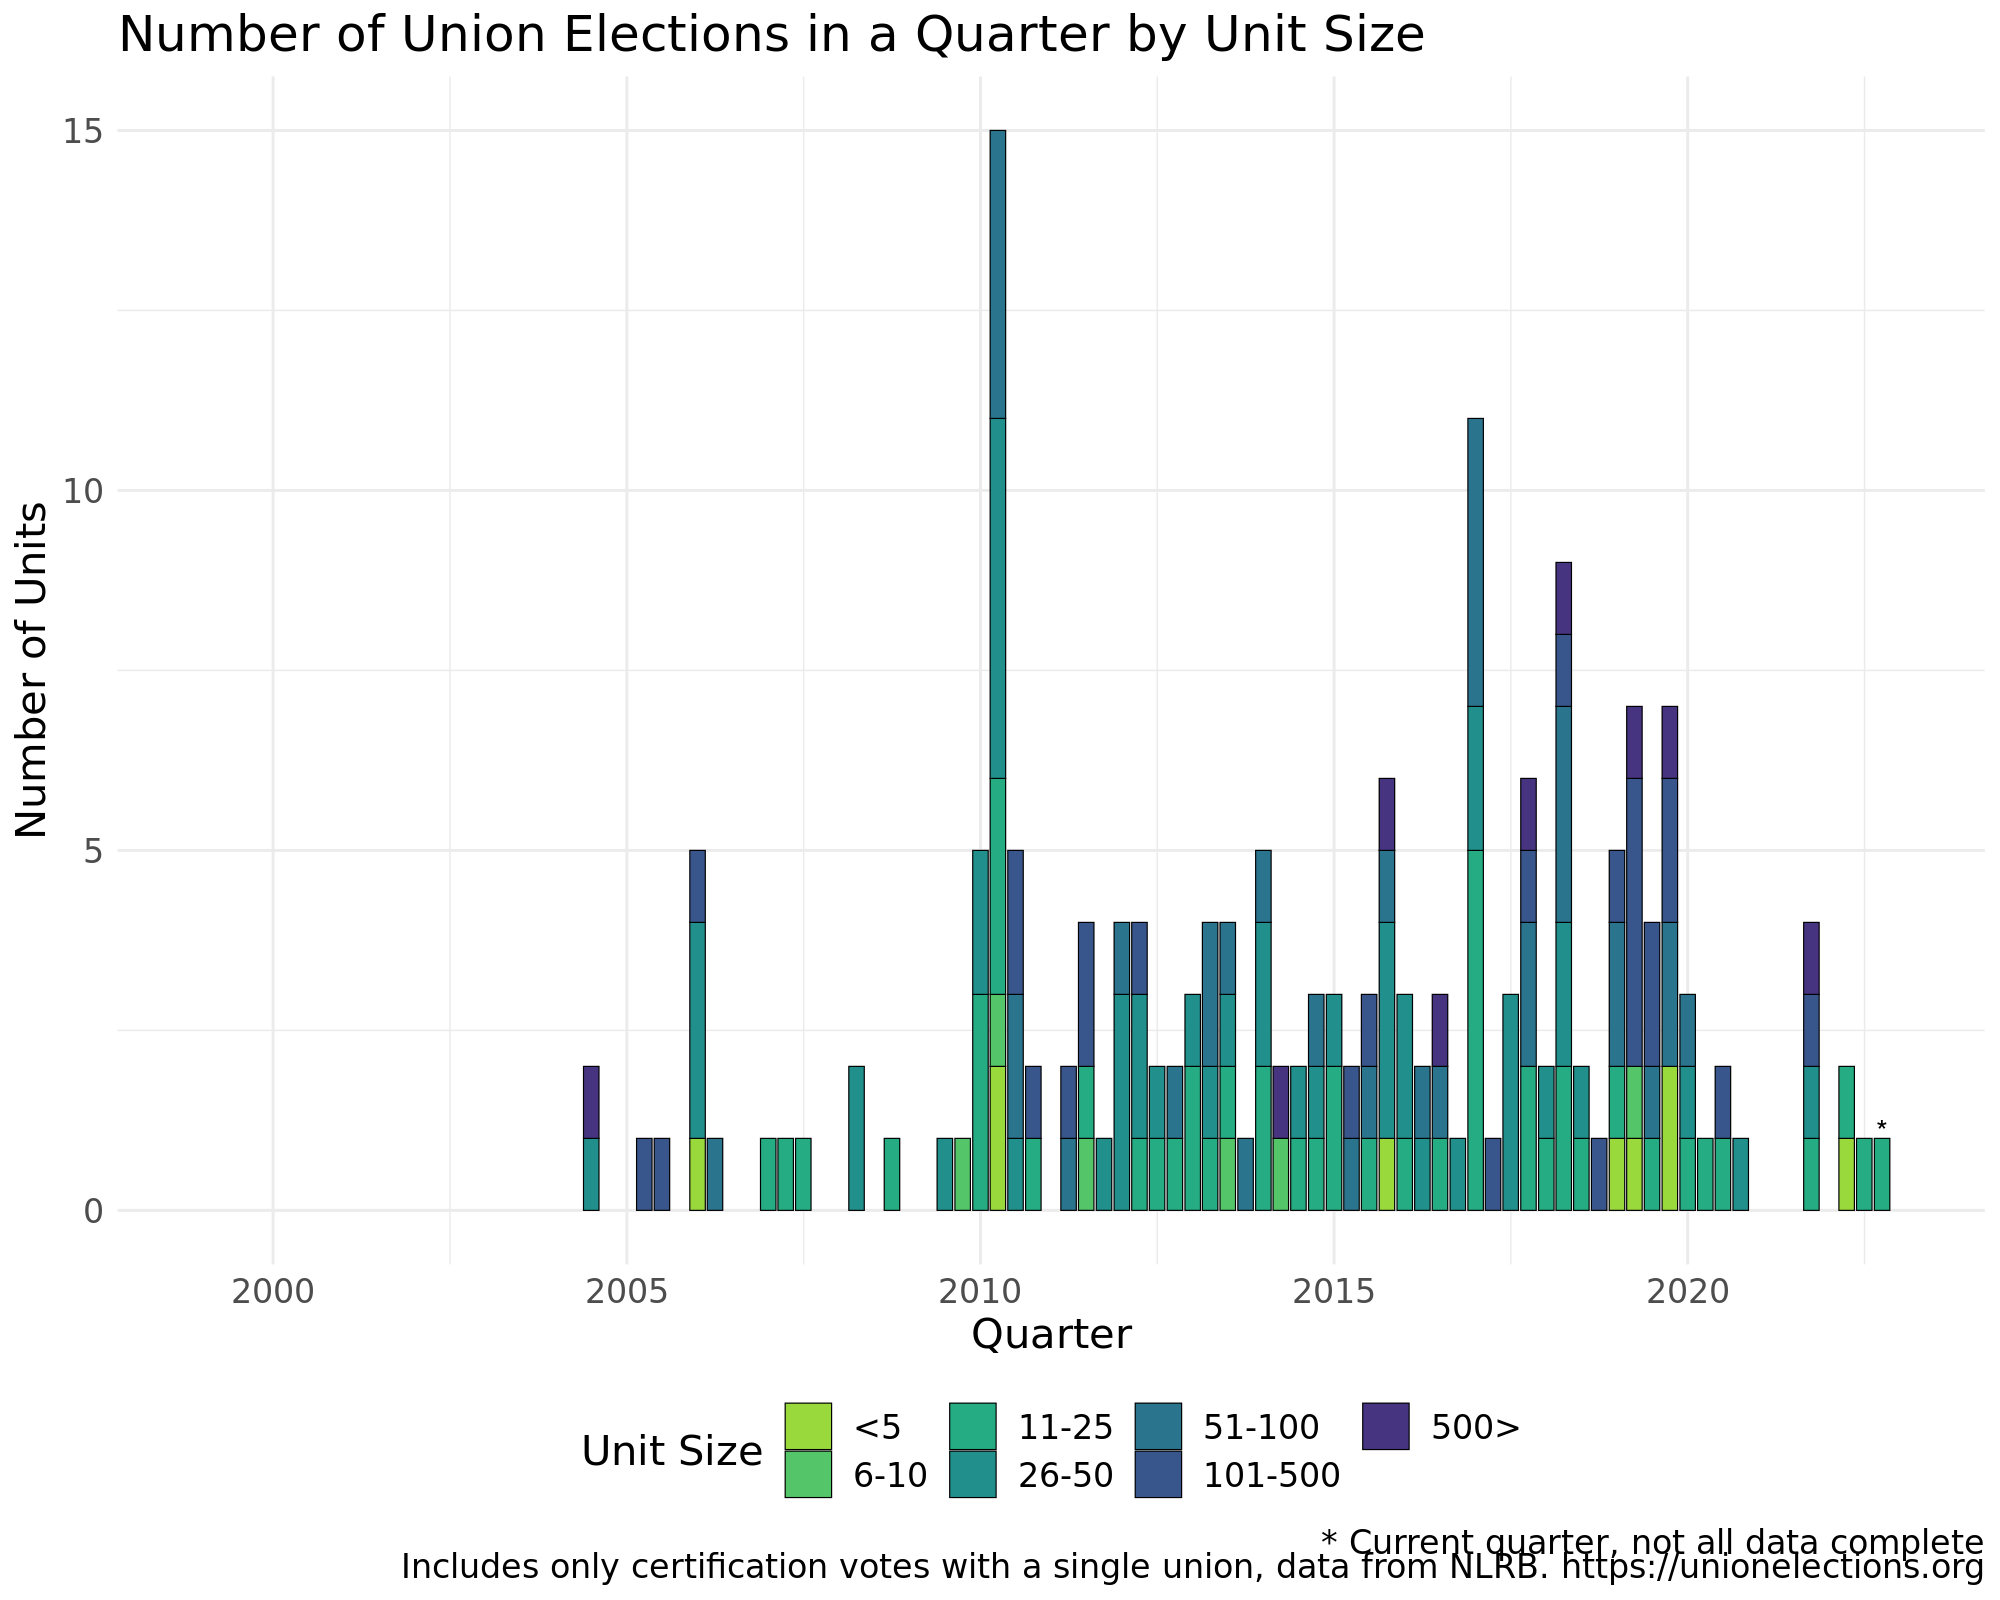 Number of Union Elections in a Quarter by Unit Size
15
10
5
0
Number of Units
*
2000 2005 2010 2015 2020
Quarter
Unit Size
<5 11-25 51-100 500>
6-10 26-50 101-500
* Current quarter, not all data complete
Includes only certification votes with a single union, data from NLRB. https://unionelections.org